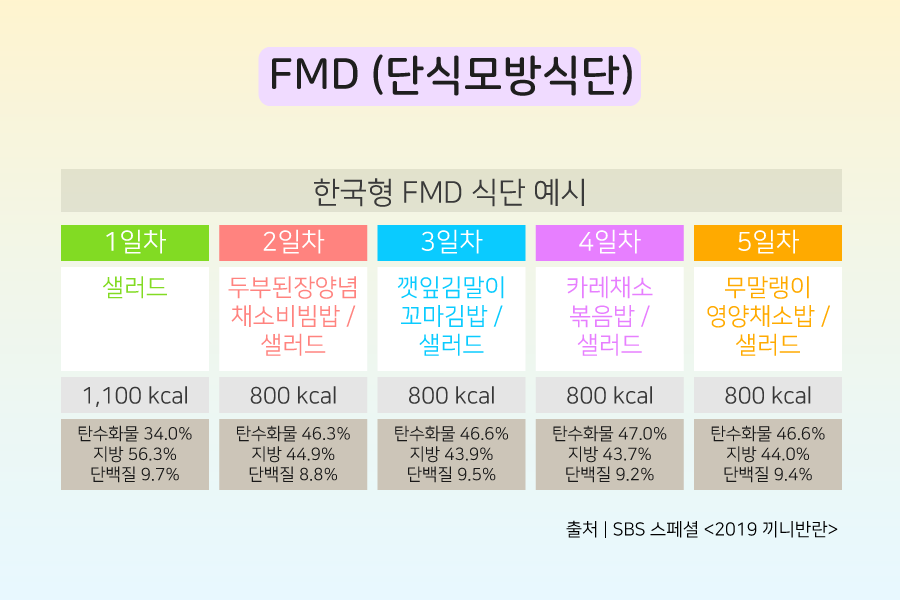 FMD (단식모방식단)
한국형 FMD 식단 예시
1일차
샐러드
1,100 kcal
탄수화물 34.0%
지방 56.3%
단백질 9.7%
2일차
두부된장양념
채소비빔밥 /
샐러드
800 kcal
탄수화물 46.3%
지방 44.9%
단백질 8.8%
3일차
깻잎김말이
꼬마김밥 /
샐러드
800 kcal
탄수화물 46.6%
지방 43.9%
단백질 9.5%
4일차
카레채소
볶음밥 /
샐러드
800 kcal
탄수화물 47.0%
지방 43.7%
단백질 9.2%
5일차
무말랭이
영양채소밥 /
샐러드
800 kcal
탄수화물 46.6%
지방 44.0%
단백질 9.4%
출처 | SBS 스페셜 <2019 끼니반란>